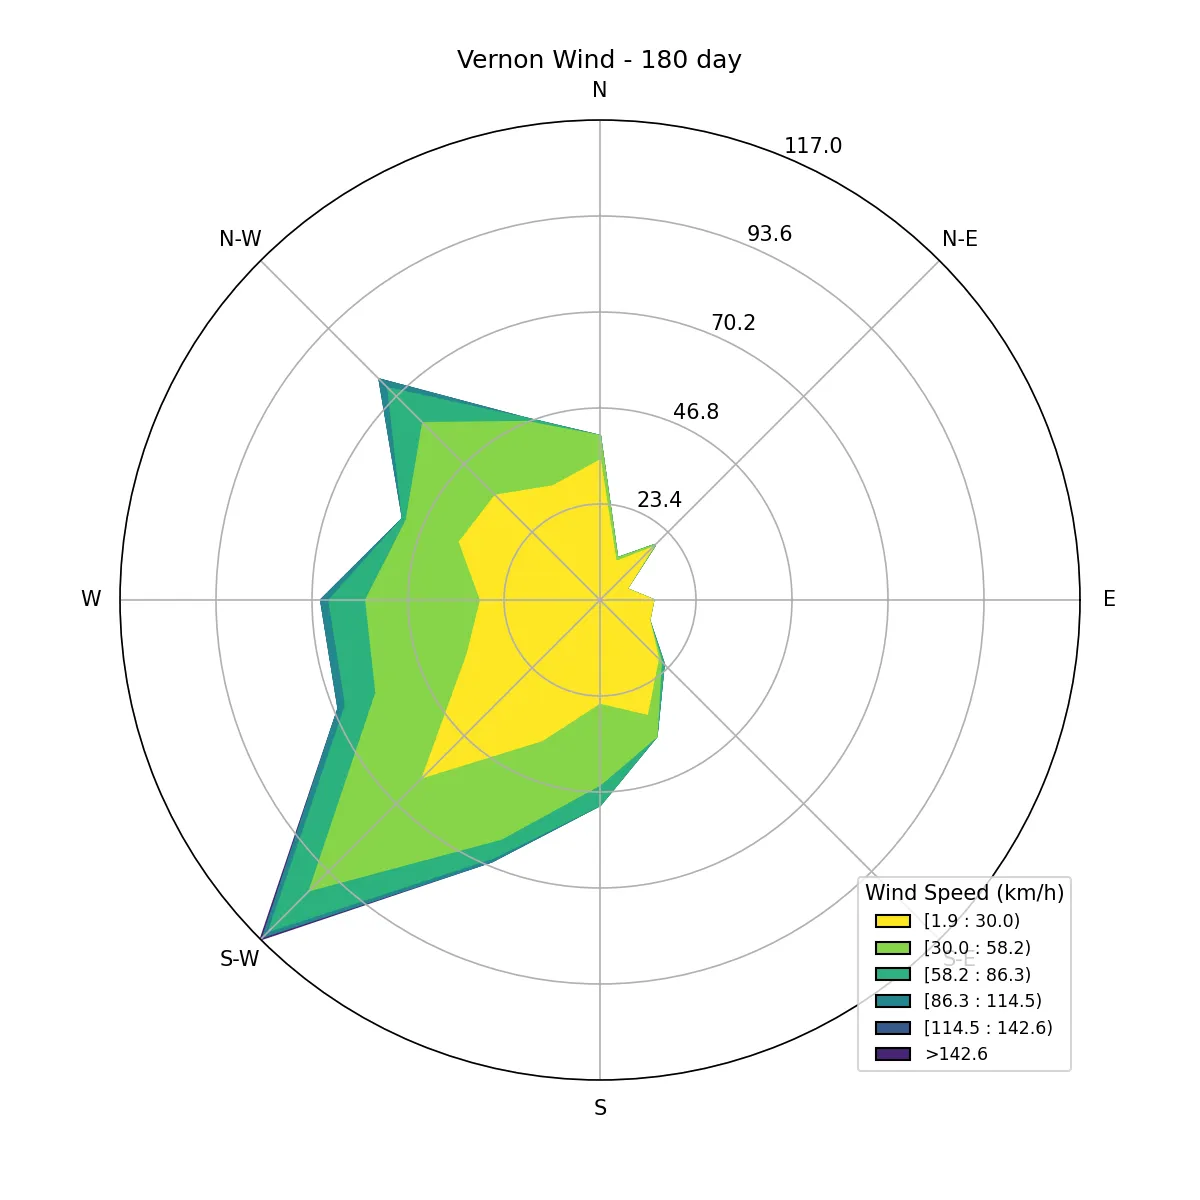 Vernon Wind - 180 day
N
117.0
93.6
N-W
N-E
70.2
46.8
23.4
W
E
Wind Speed (km/h)
[1.9 : 30.0)
[30.0 : 58.2)
S-W
S-E
[58.2 : 86.3)
[86.3 : 114.5)
[114.5 : 142.6)
>142.6
S